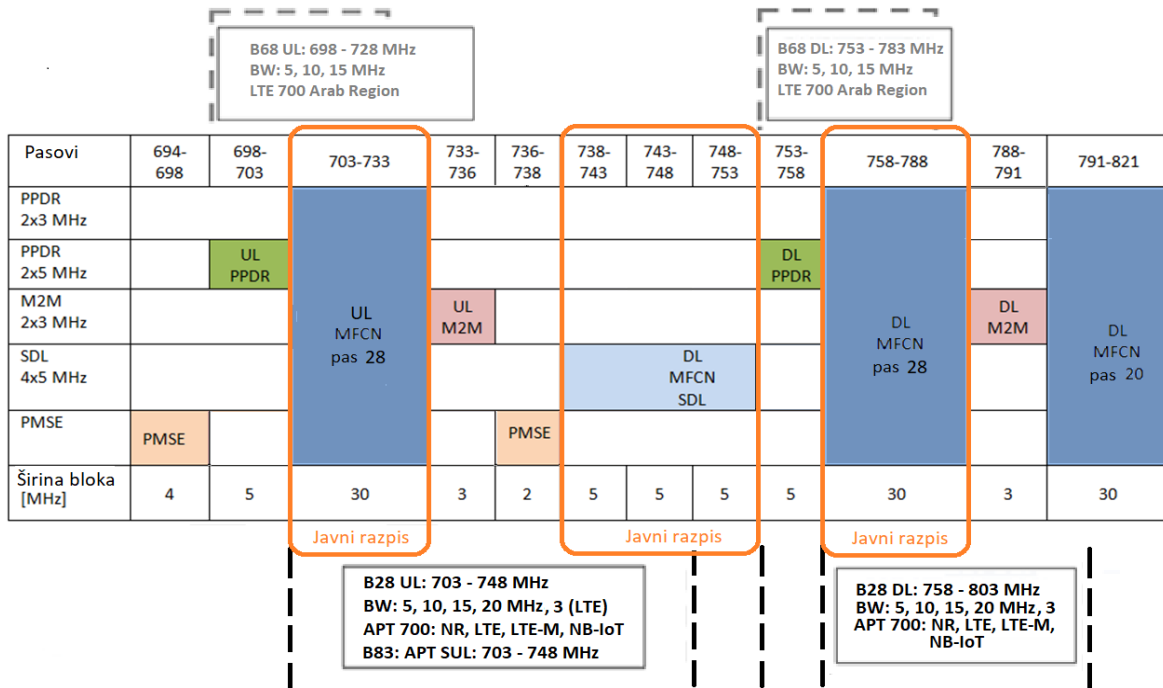 B68 UL: 698 - 728 MHz
BW: 5, 10, 15 MHz
LTE 700 Arab Region
B68 DL: 753 - 783 MHz
BW: 5, 10, 15 MHz
LTE 700 Arab Region
Pasovi
694-
698
698-
703
703-733
733-
736
736-
738
738-
743
743-
748
748-
753
753-
758
758-788
788-
791
791-821
PPDR
2x3 MHz
PPDR
2x5 MHz
UL
PPDR
DL
PPDR
M2M
2x3 MHz
UL
MFCN
pas 28
UL
M2M
DL
MFCN
pas 28
DL
M2M
DL
MFCN
pas 20
SDL
4x5 MHz
DL
MFCN
SDL
PMSE
PMSE
PMSE
Širina bloka
[MHz]
4
5
30
3
2
5
5
5
5
30
3
30
Javni razpis
Javni razpis
Javni razpis
B28 UL: 703 - 748 MHz
BW: 5, 10, 15, 20 MHz, 3 (LTE)
APT 700: NR, LTE, LTE-M, NB-IoT
B83: APT SUL: 703 - 748 MHz
B28 DL: 758 - 803 MHz
BW: 5, 10, 15, 20 MHz, 3
APT 700: NR, LTE, LTE-M,
NB-IoT